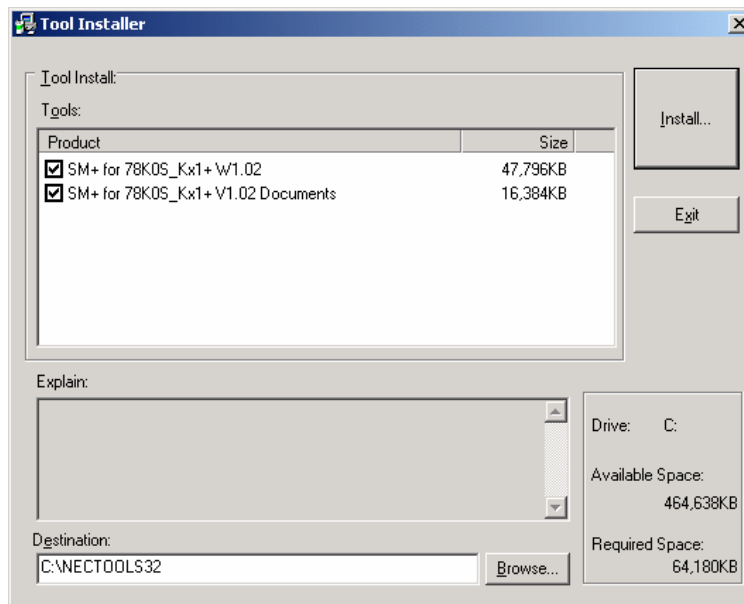 Tool Installer
Tool Install:
Tools:
Product Size
SM+ for 78K0S_Kx1+ W1.02 47,796KB
SM+ for 78K0S_Kx1+ V1.02 Documents 16,384KB
Install...
Exit
Explain:
Drive: C:
Available Space:
464,638KB
Required Space:
64,180KB
Destination:
C:\NECTOOLS32
Browse...